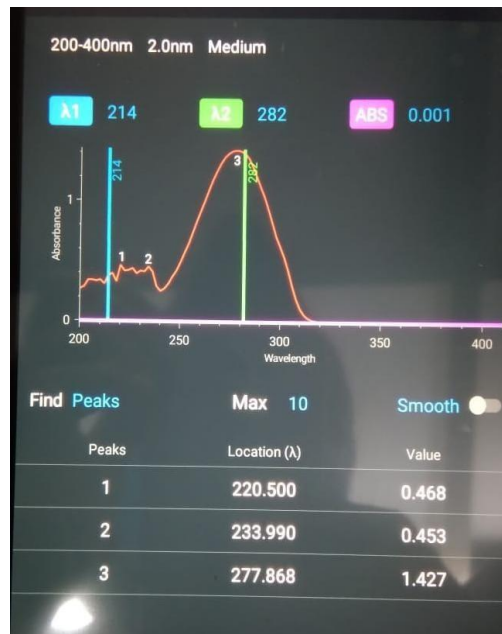 200-400nm 2.0nm Medium
λ1 214 λ2 282 ABS 0.001
Absorbance
1
0
214
282
1
2
3
200 250 300 350 400
Wavelength
Find Peaks Max 10 Smooth
Peaks Location (λ) Value
1 220.500 0.468
2 233.990 0.453
3 277.868 1.427